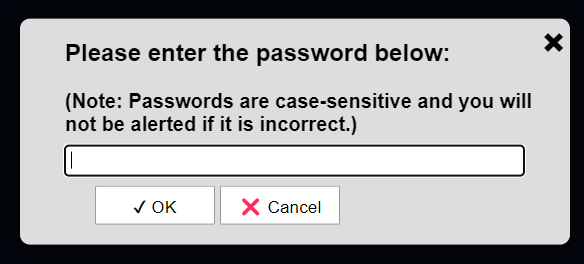 Please enter the password below:
(Note: Passwords are case-sensitive and you will
not be alerted if it is incorrect.)
✓ OK
❌ Cancel